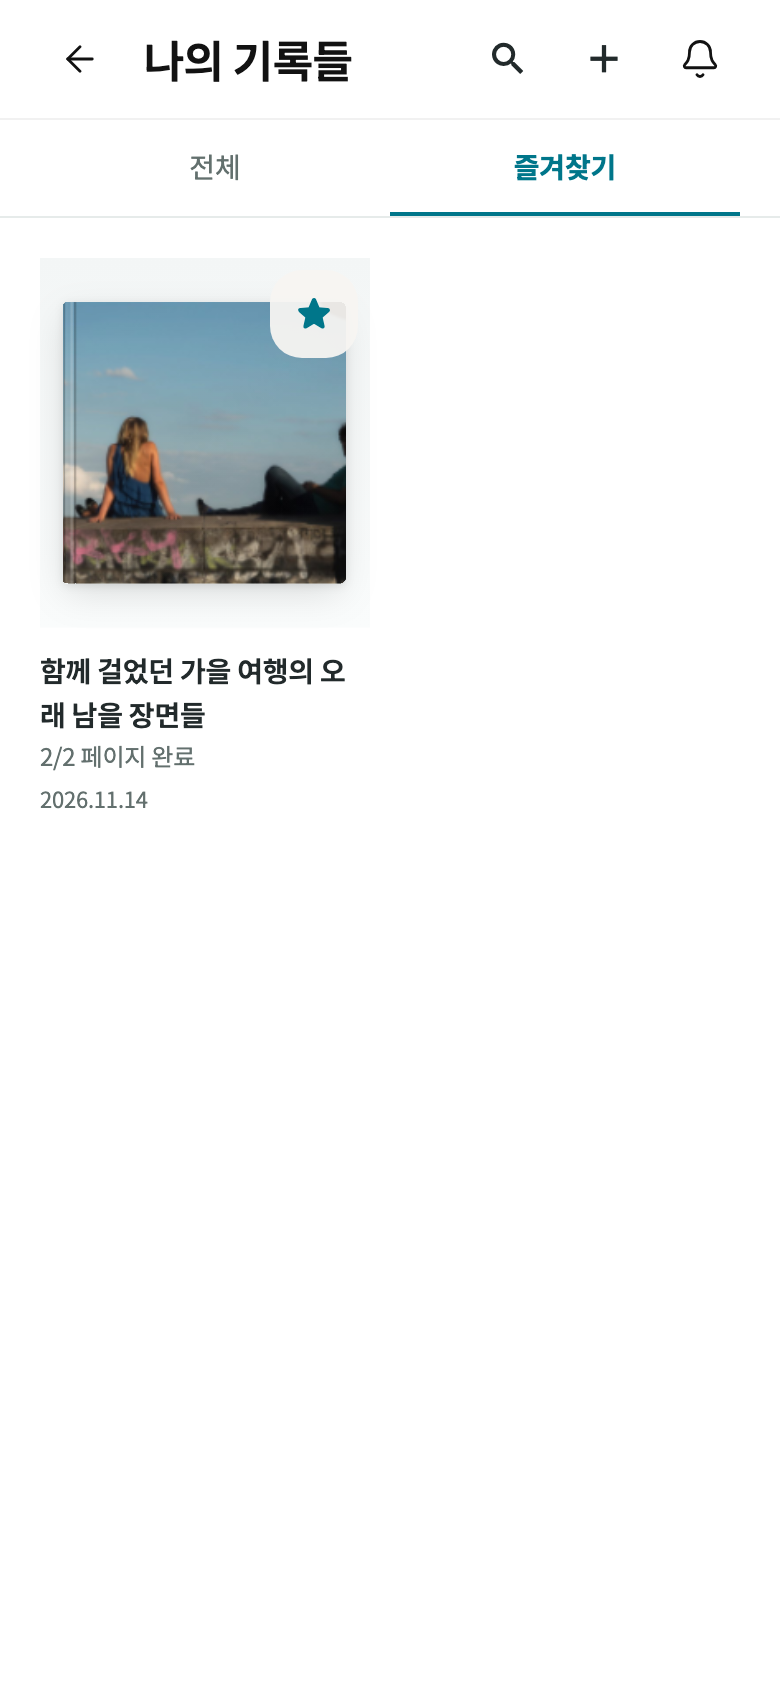 나의 기록들
전체
즐겨찾기
함께 걸었던 가을 여행의 오
래 남을 장면들
2/2 페이지 완료
2026.11.14